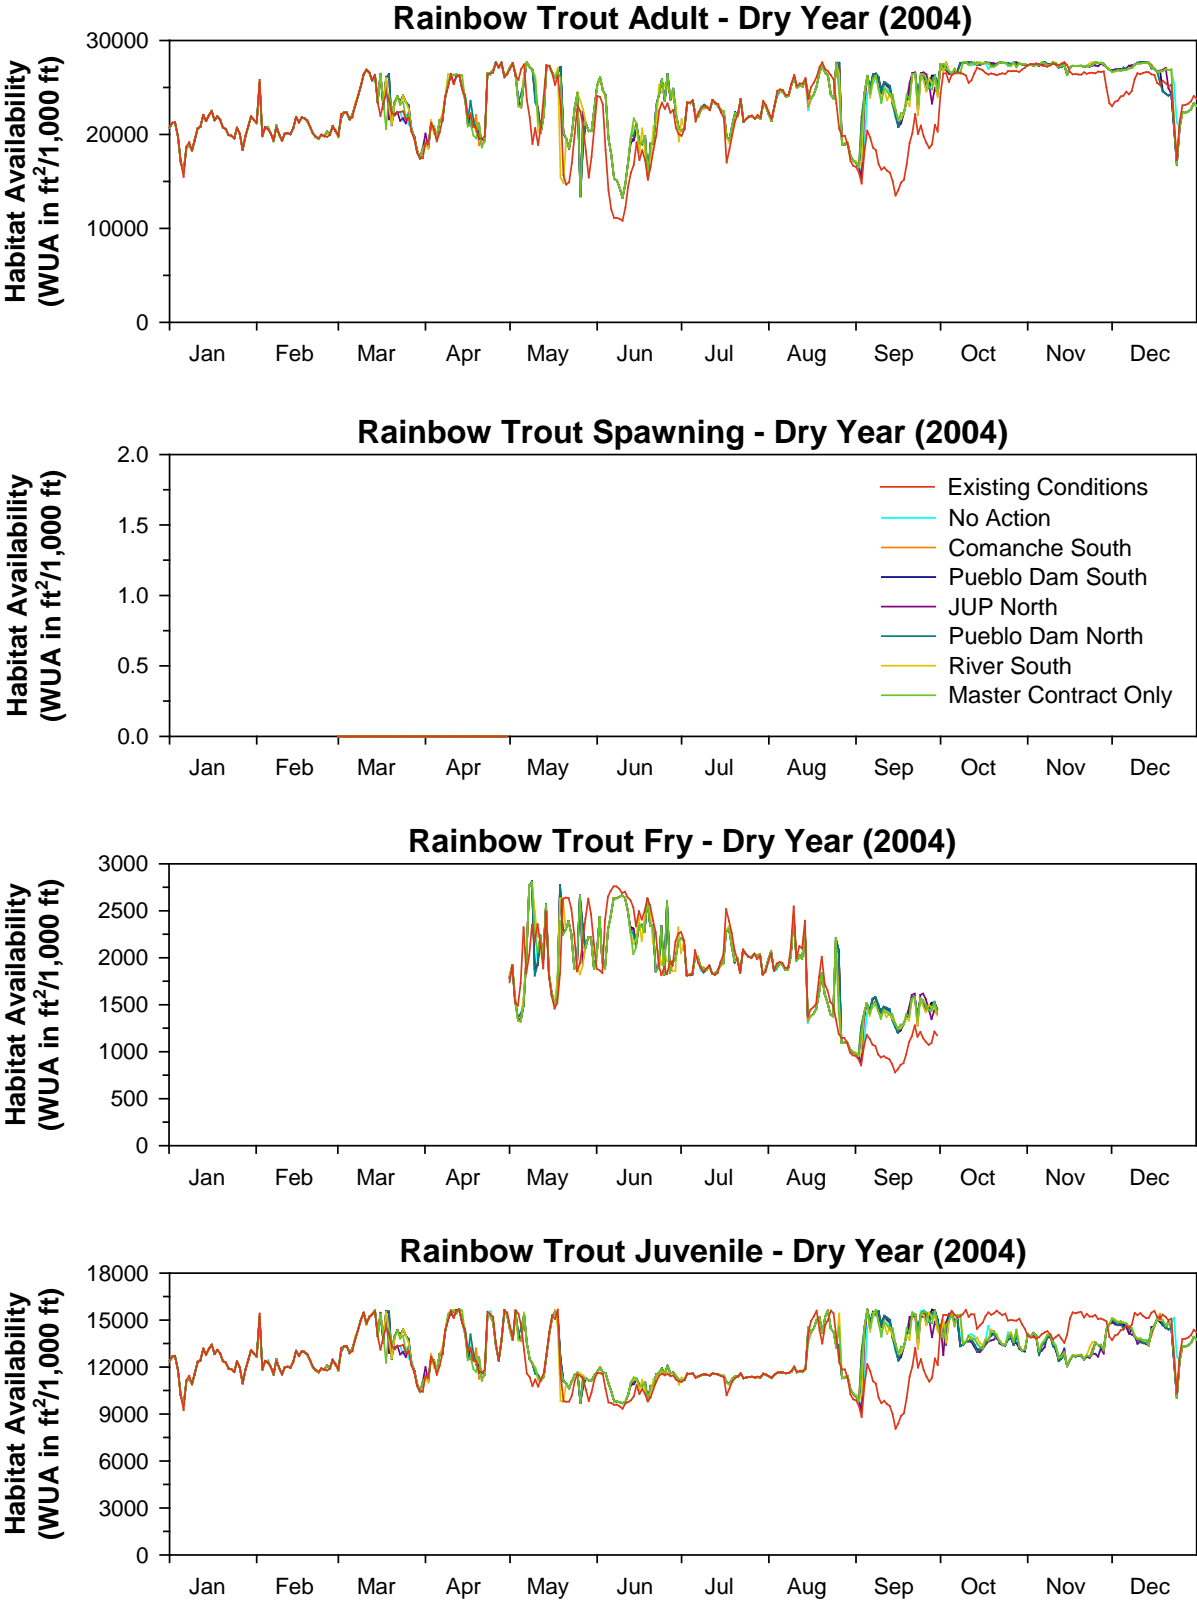 Rainbow Trout Adult - Dry Year (2004)
Habitat Availability
(WUA in ft²/1,000 ft)
30000
20000
10000
0
Jan Feb Mar Apr May Jun Jul Aug Sep Oct Nov Dec
Rainbow Trout Spawning - Dry Year (2004)
Habitat Availability
(WUA in ft²/1,000 ft)
2.0
1.5
1.0
0.5
0.0
Existing Conditions
No Action
Comanche South
Pueblo Dam South
JUP North
Pueblo Dam North
River South
Master Contract Only
Jan Feb Mar Apr May Jun Jul Aug Sep Oct Nov Dec
Rainbow Trout Fry - Dry Year (2004)
Habitat Availability
(WUA in ft²/1,000 ft)
3000
2500
2000
1500
1000
500
0
Jan Feb Mar Apr May Jun Jul Aug Sep Oct Nov Dec
Rainbow Trout Juvenile - Dry Year (2004)
Habitat Availability
(WUA in ft²/1,000 ft)
18000
15000
12000
9000
6000
3000
0
Jan Feb Mar Apr May Jun Jul Aug Sep Oct Nov Dec